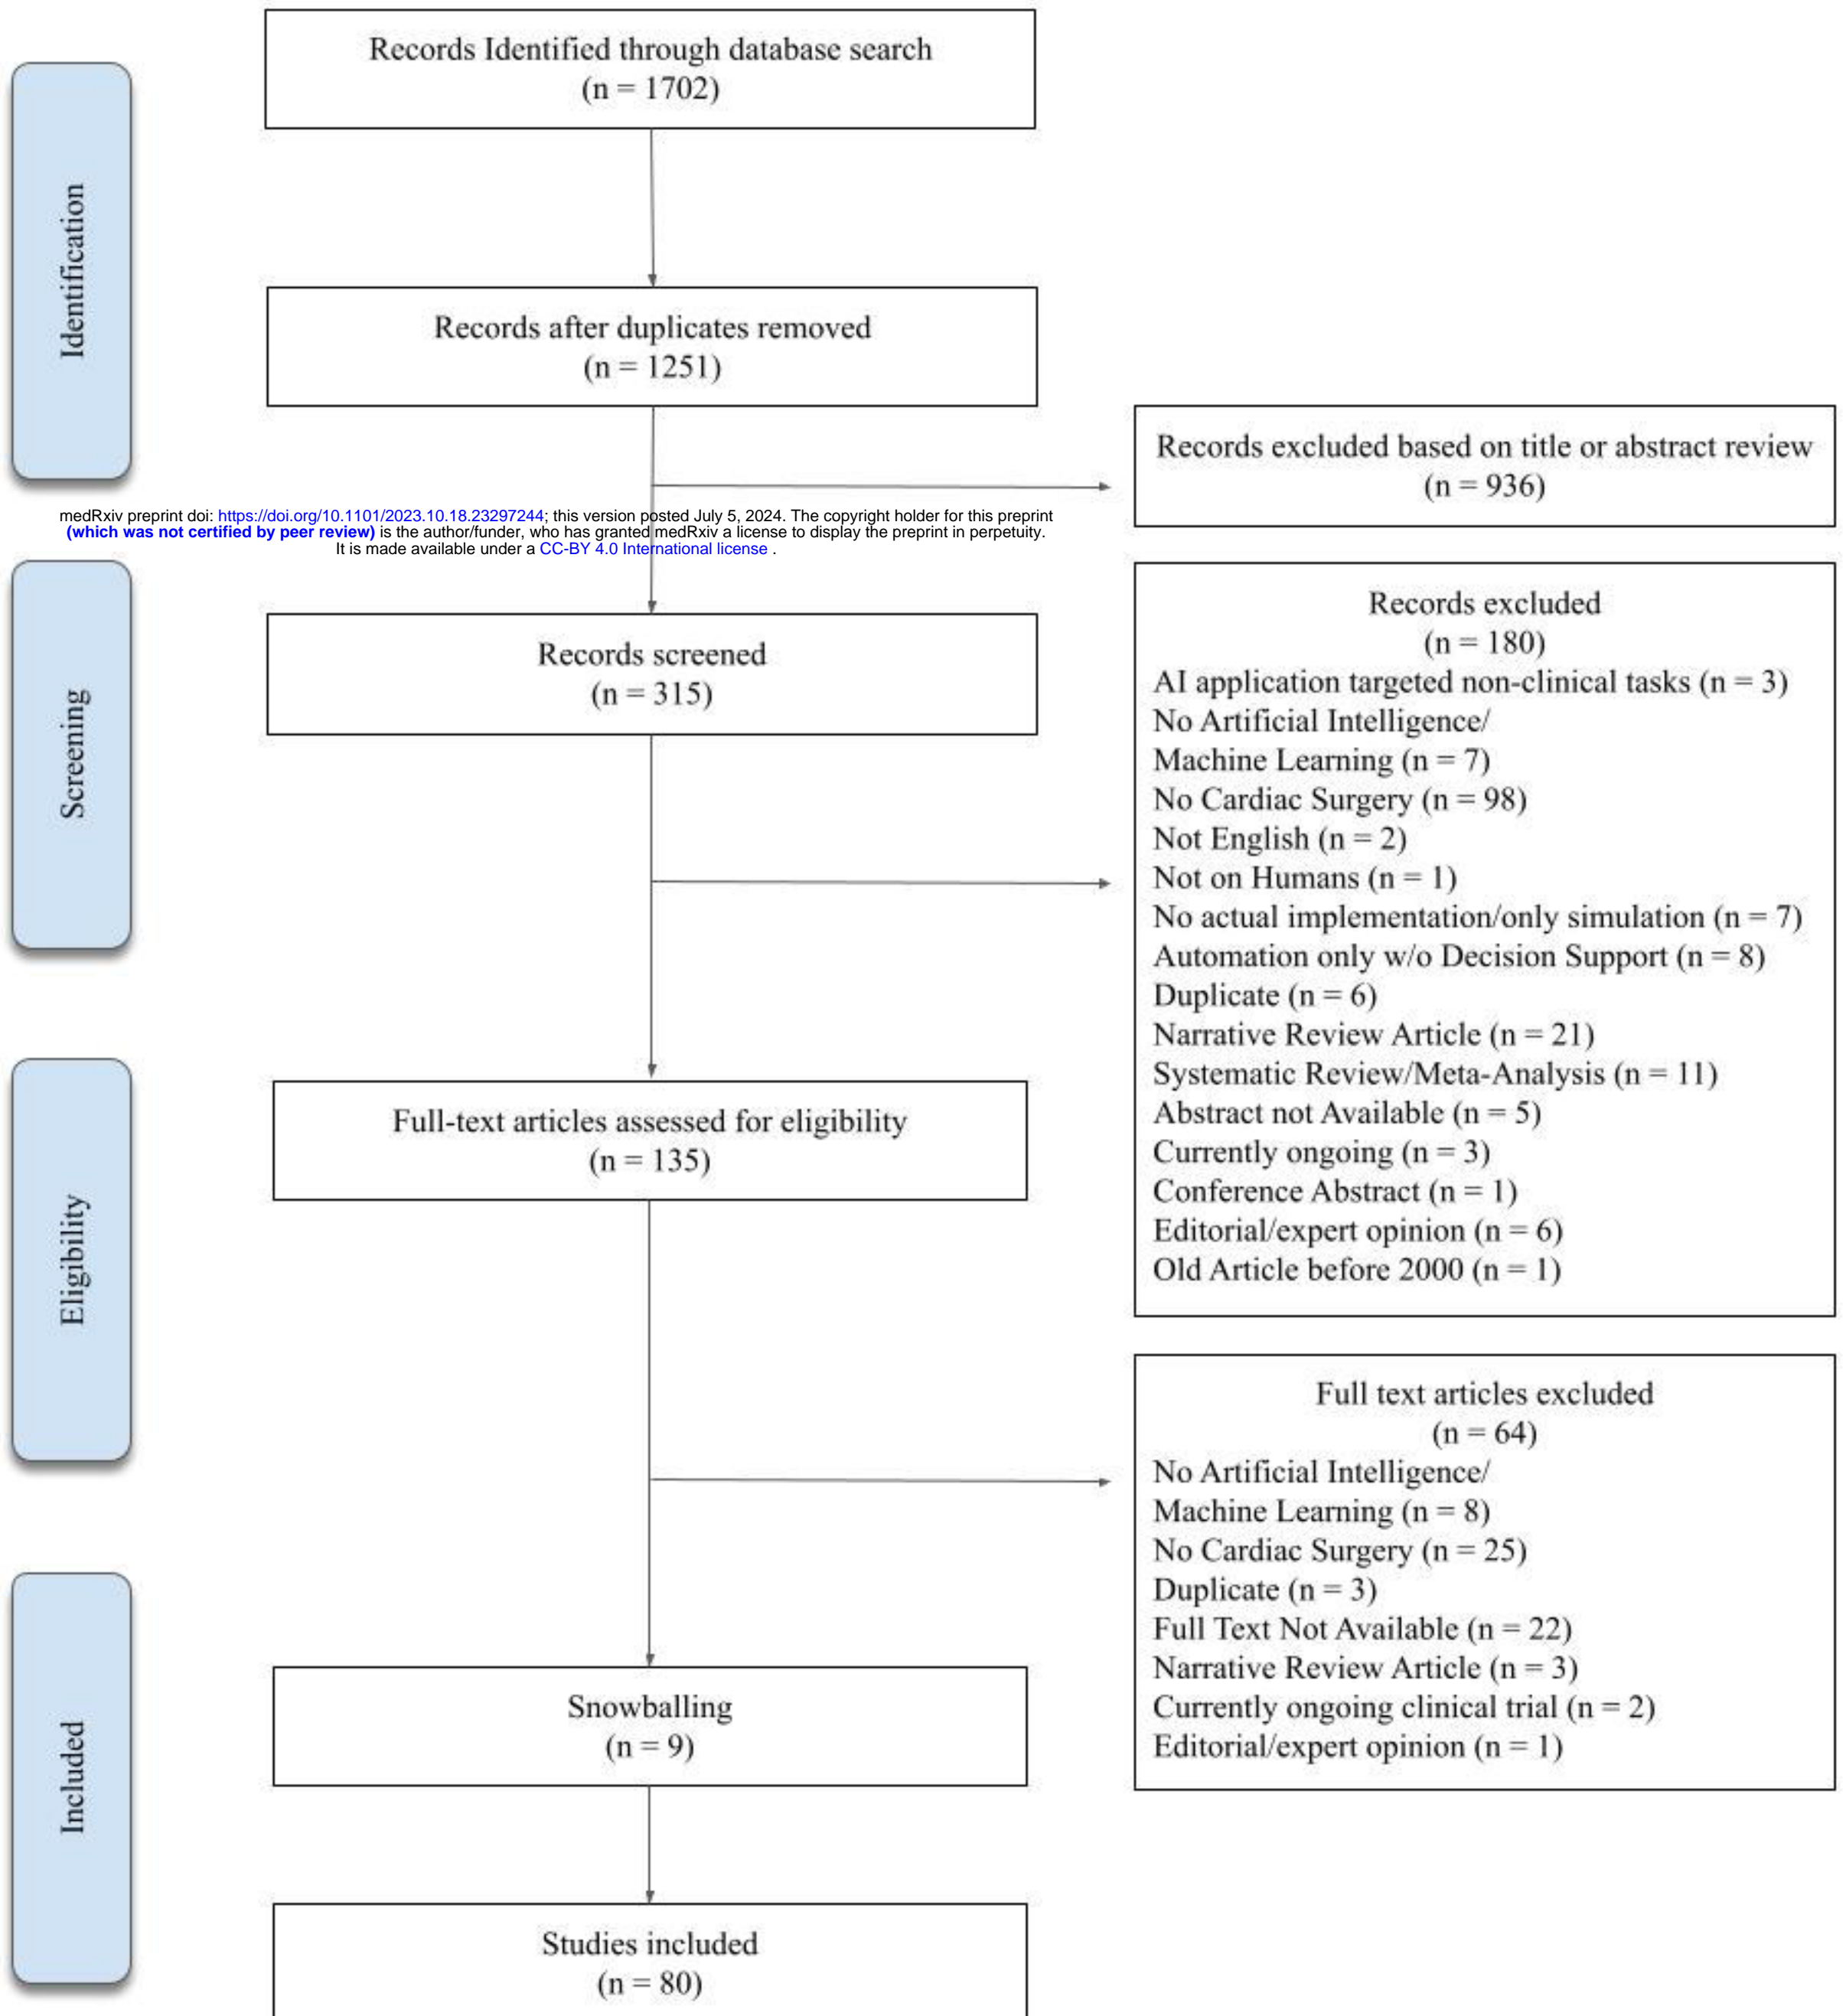 Records Identified through database search
(n = 1702)
Identification
Records after duplicates removed
(n = 1251)
Records excluded based on title or abstract review
(n = 936)
medRxiv preprint doi: https://doi.org/10.1101/2023.10.18.23297244; this version posted July 5, 2024. The copyright holder for this preprint
(which was not certified by peer review) is the author/funder, who has granted medRxiv a license to display the preprint in perpetuity.
It is made available under a CC-BY 4.0 International license .
Screening
Records screened
(n = 315)
Records excluded
(n = 180)
AI application targeted non-clinical tasks (n = 3)
No Artificial Intelligence/
Machine Learning (n = 7)
No Cardiac Surgery (n = 98)
Not English (n = 2)
Not on Humans (n = 1)
No actual implementation/only simulation (n = 7)
Automation only w/o Decision Support (n = 8)
Duplicate (n = 6)
Narrative Review Article (n = 21)
Systematic Review/Meta-Analysis (n = 11)
Abstract not Available (n = 5)
Currently ongoing (n = 3)
Conference Abstract (n = 1)
Editorial/expert opinion (n = 6)
Old Article before 2000 (n = 1)
Eligibility
Full-text articles assessed for eligibility
(n = 135)
Full text articles excluded
(n = 64)
No Artificial Intelligence/
Machine Learning (n = 8)
No Cardiac Surgery (n = 25)
Duplicate (n = 3)
Full Text Not Available (n = 22)
Narrative Review Article (n = 3)
Currently ongoing clinical trial (n = 2)
Editorial/expert opinion (n = 1)
Included
Snowballing
(n = 9)
Studies included
(n = 80)